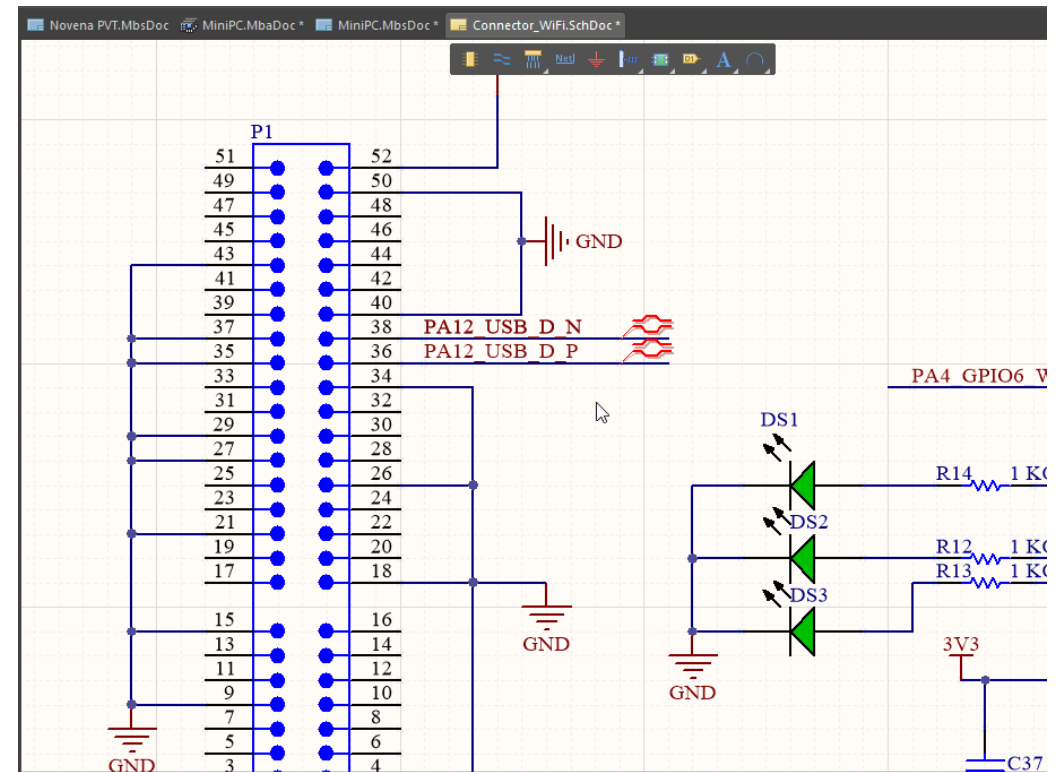 Novena PVT.MbsDoc MiniPC.MbaDoc * MiniPC.MbsDoc * Connector_WiFi.SchDoc *
Net A
P1
51 52
49 50
47 48
45 46
GND
43 44
41 42
39 40
37 38 PA12_USB_D_N
35 36 PA12_USB_D_P
33 34 PA4_GPIO6_W
31 32
DS1
29 30
27 28
25 26 R14 1 K
23 24
21 22 DS2
19 20 R12 1 K
17 18 R13 1 K
DS3
15 16
13 14 GND 3V3
11 12
9 10 GND
7 8
5 6
GND 3 4 C37